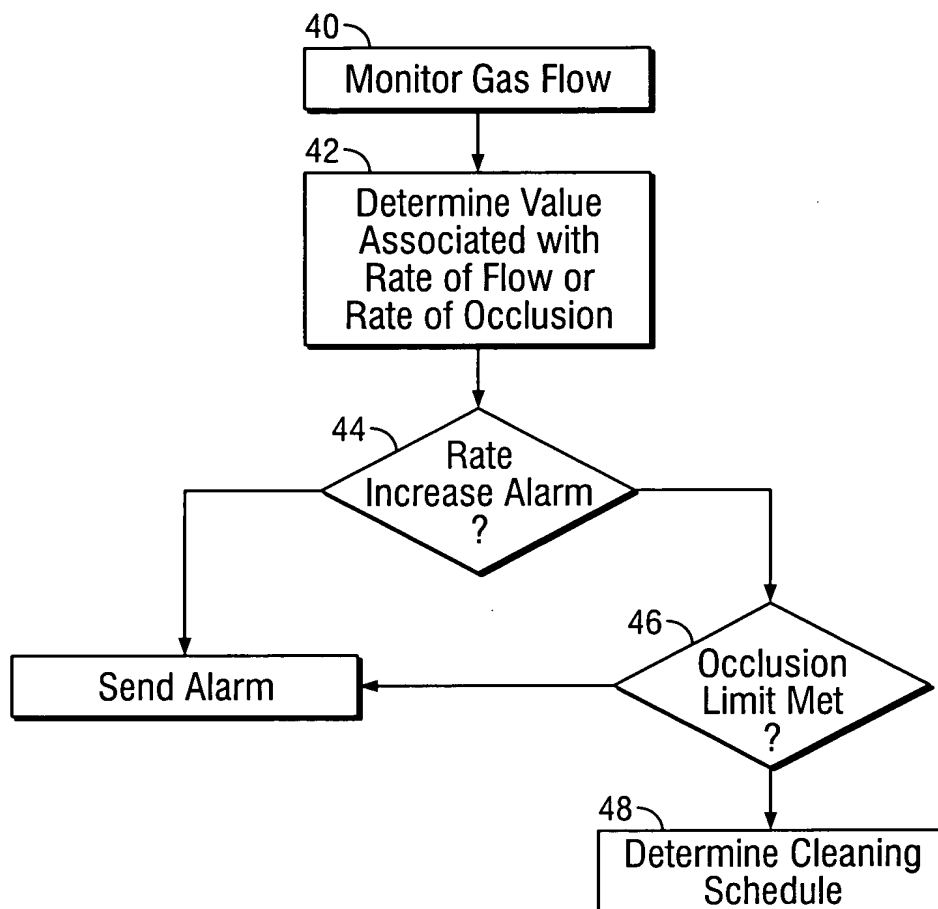 40
Monitor Gas Flow
42
Determine Value
Associated with
Rate of Flow or
Rate of Occlusion
44
Rate
Increase Alarm
?
46
Occlusion
Limit Met
?
Send Alarm
48
Determine Cleaning
Schedule